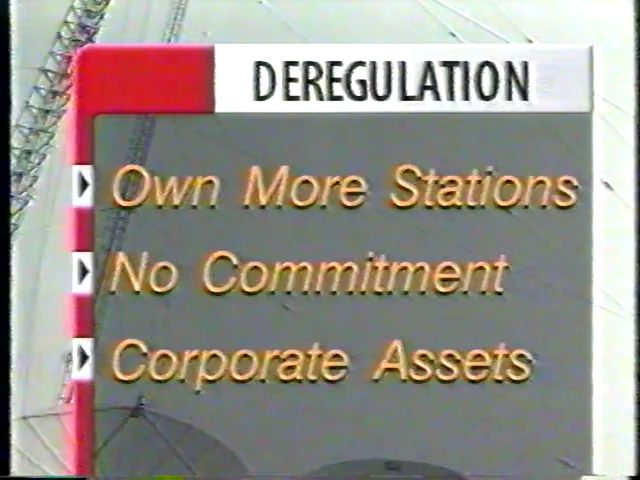 DEREGULATION
Own More Stations
No Commitment
Corporate Assets